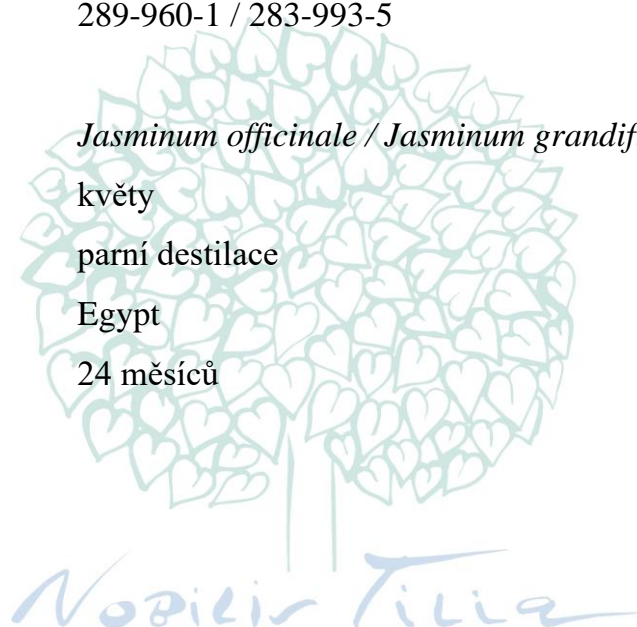 289-960-1 / 283-993-5
Jasminum officinale / Jasminum grandif
květy
parní destilace
Egypt
24 měsíců
Nobilis Tilia